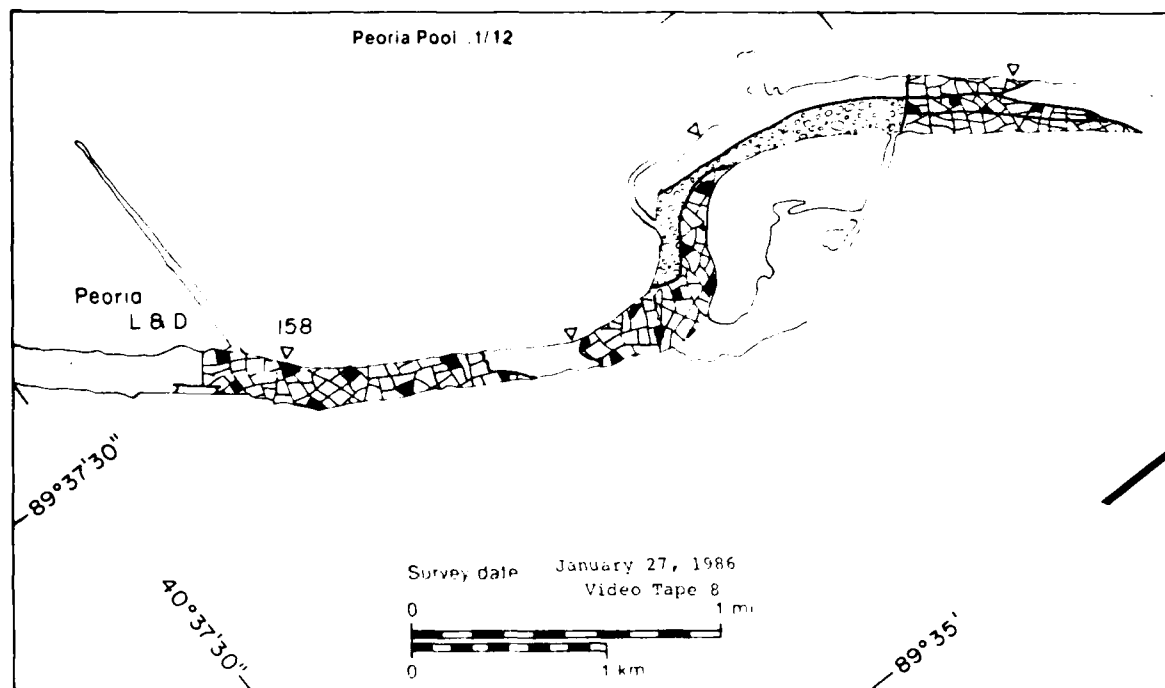 Peoria Pool .1/12
Peoria
L & D
158
89°37'30"
Survey date January 27, 1986
Video Tape 8
0 1 mi
0 1 km
40°37'30"
89°35'